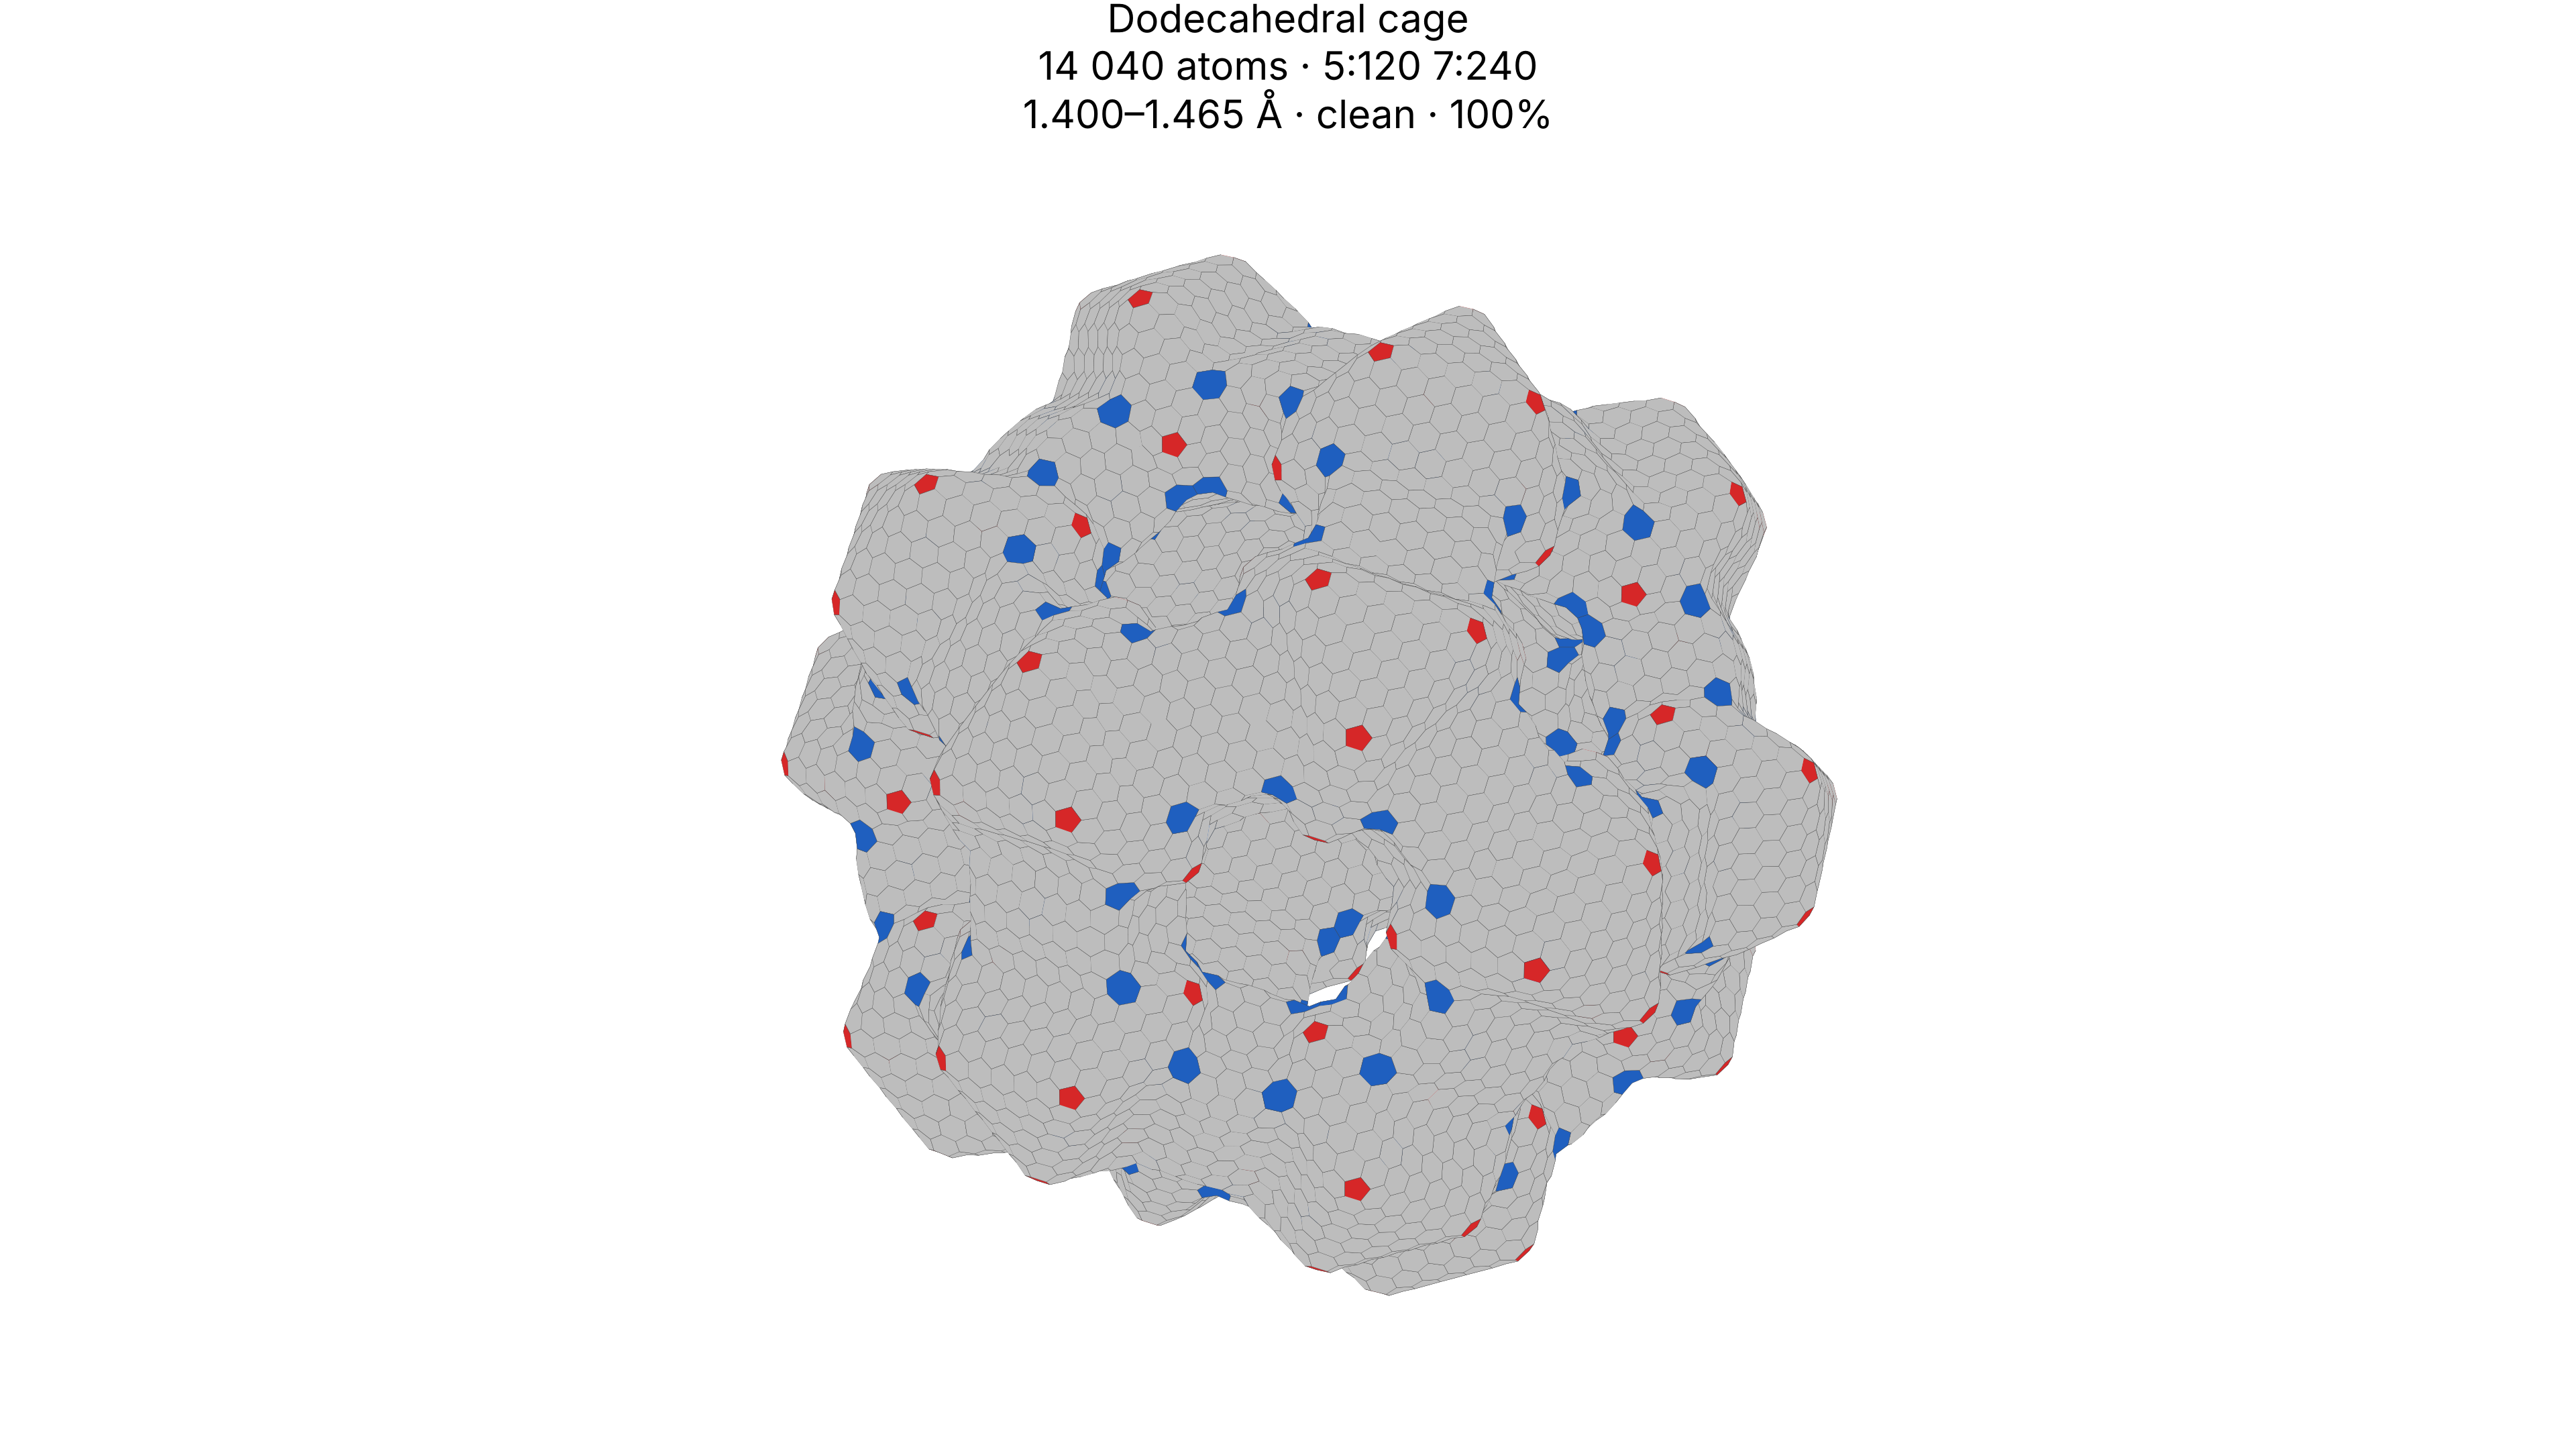 Dodecahedral cage
14 040 atoms · 5:120 7:240
1.400–1.465 Å · clean · 100%